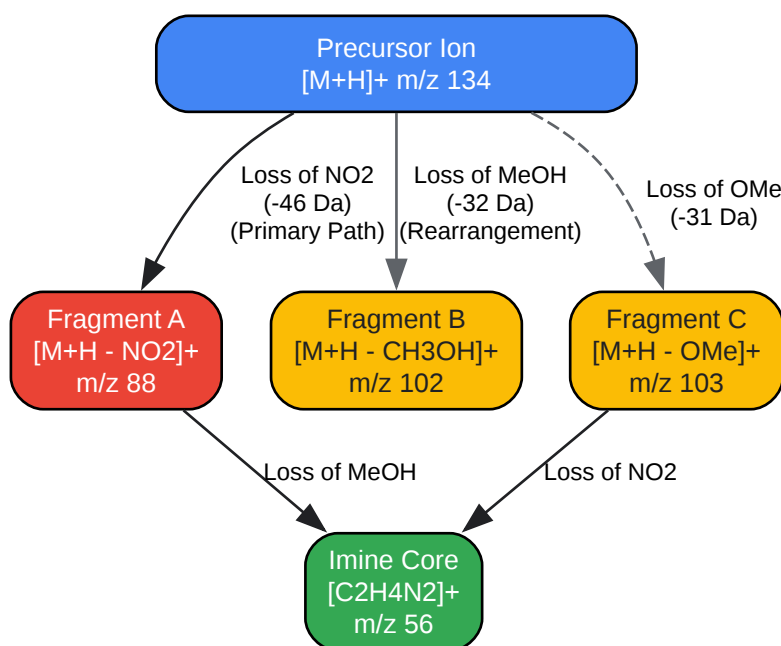 Precursor Ion
[M+H]+ m/z 134
Loss of NO2
(-46 Da)
(Primary Path)
Loss of MeOH
(-32 Da)
(Rearrangement)
Loss of OMe
(-31 Da)
Fragment A
[M+H - NO2]+
m/z 88
Fragment B
[M+H - CH3OH]+
m/z 102
Fragment C
[M+H - OMe]+
m/z 103
Loss of MeOH
Loss of NO2
Imine Core
[C2H4N2]+
m/z 56